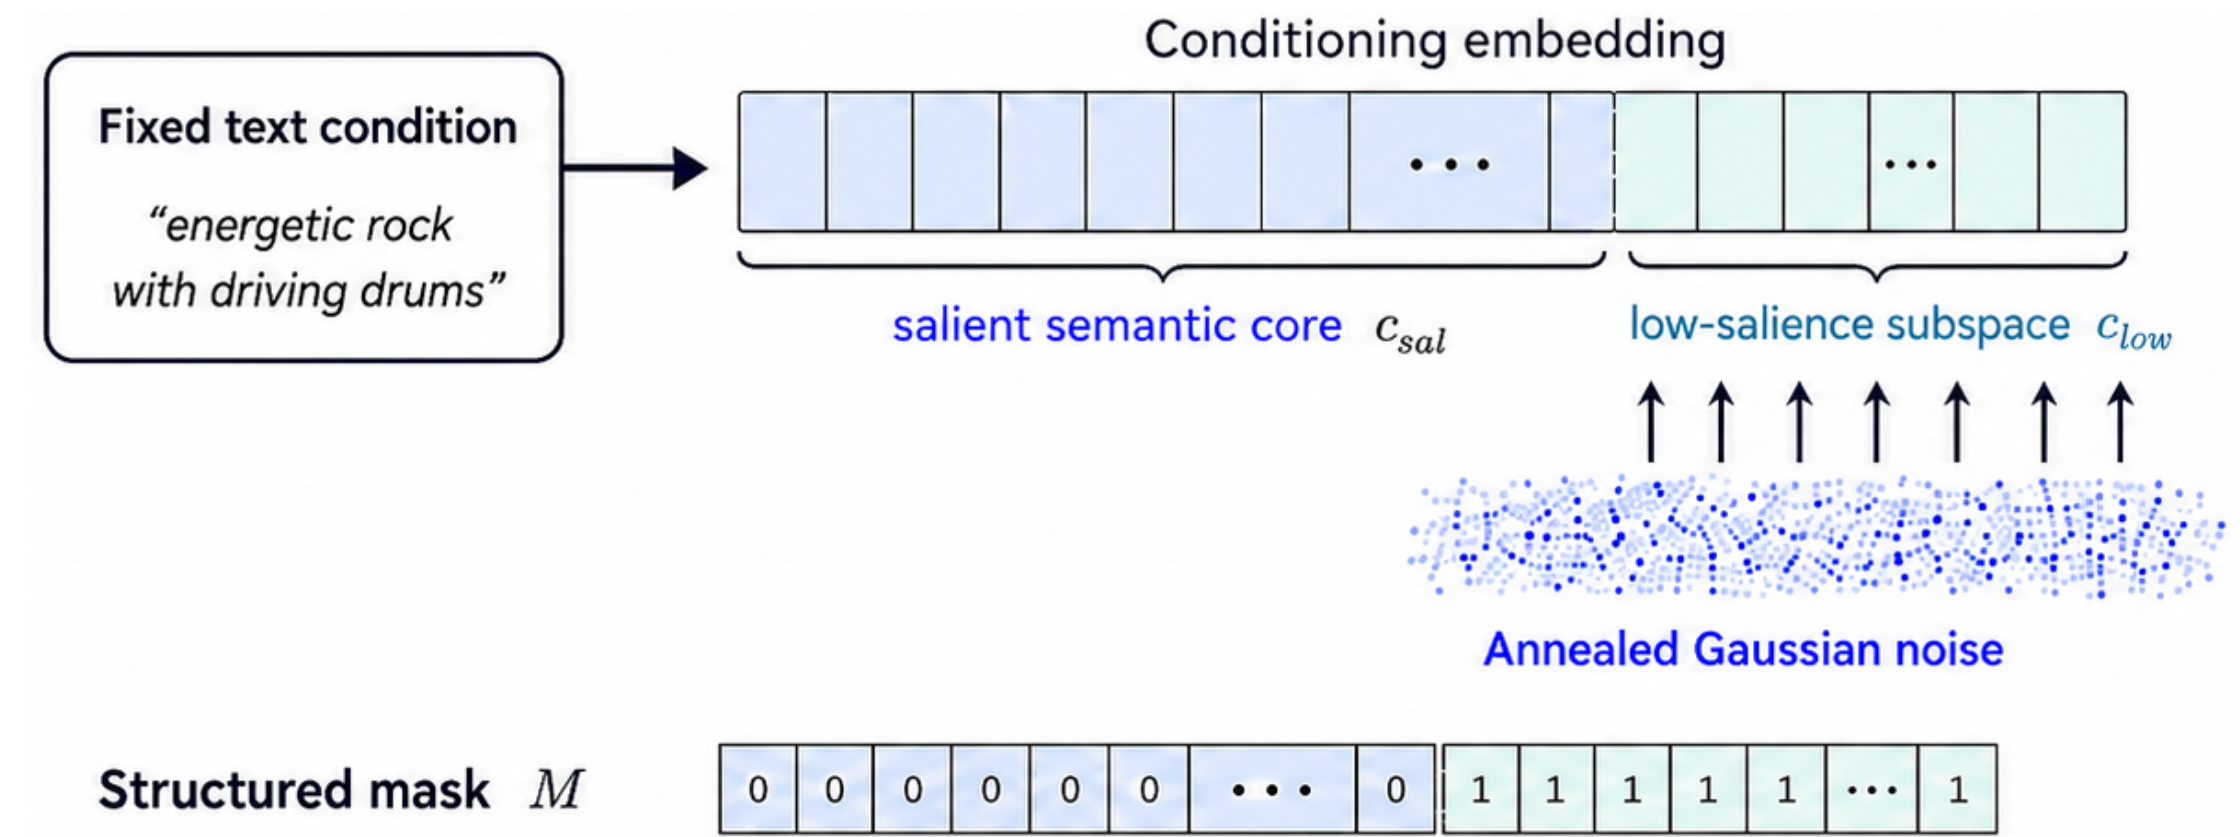 Conditioning embedding
Fixed text condition
“energetic rock
with driving drums”
• • •
•••
salient semantic core c_sal
low-salience subspace c_low
Annealed Gaussian noise
Structured mask M
0 0 0 0 0 0 • • • 0 1 1 1 1 1 ••• 1